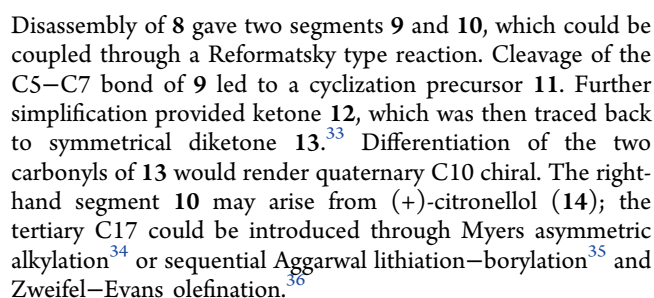 Disassembly of 8 gave two segments 9 and 10, which could be
coupled through a Reformatsky type reaction. Cleavage of the
C5−C7 bond of 9 led to a cyclization precursor 11. Further
simplification provided ketone 12, which was then traced back
to symmetrical diketone 13.33 Differentiation of the two
carbonyls of 13 would render quaternary C10 chiral. The right-
hand segment 10 may arise from (+)-citronellol (14); the
tertiary C17 could be introduced through Myers asymmetric
alkylation34 or sequential Aggarwal lithiation−borylation35 and
Zweifel−Evans olefination.36